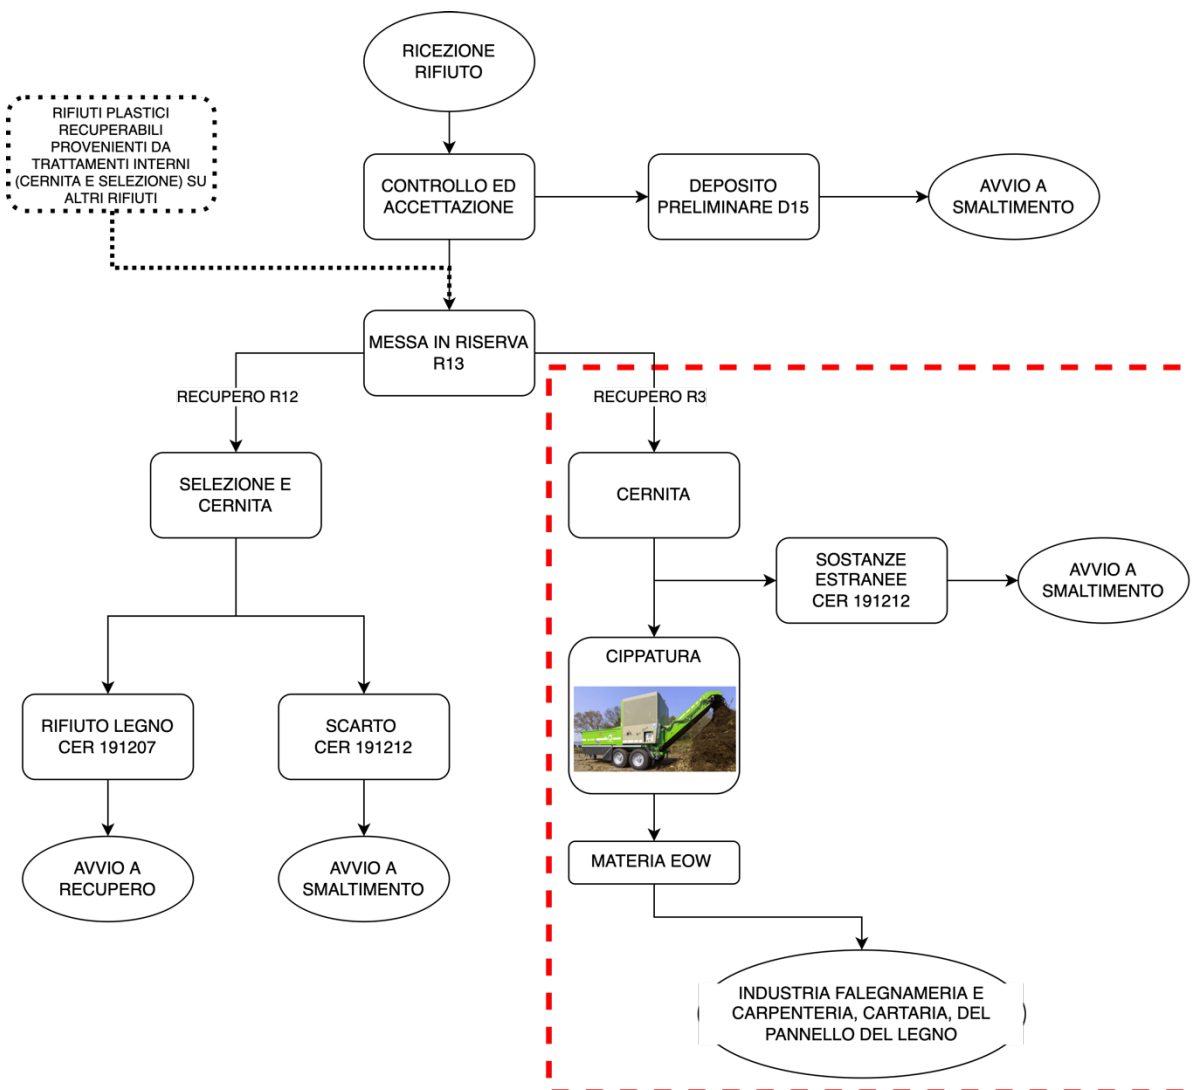 RICEZIONE
RIFIUTO
RIFIUTI PLASTICI
RECUPERABILI
PROVENIENTI DA
TRATTAMENTI INTERNI
(CERNITA E SELEZIONE) SU
ALTRI RIFIUTI
CONTROLLO ED
ACCETTAZIONE
DEPOSITO
PRELIMINARE D15
AVVIO A
SMALTIMENTO
MESSA IN RISERVA
R13
RECUPERO R12
RECUPERO R3
SELEZIONE E
CERNITA
CERNITA
SOSTANZE
ESTRANEE
CER 191212
AVVIO A
SMALTIMENTO
CIPPATURA
RIFIUTO LEGNO
CER 191207
SCARTO
CER 191212
MATERIA EOW
AVVIO A
RECUPERO
AVVIO A
SMALTIMENTO
INDUSTRIA FALEGNAMERIA E
CARPENTERIA, CARTARIA, DEL
PANNELLO DEL LEGNO